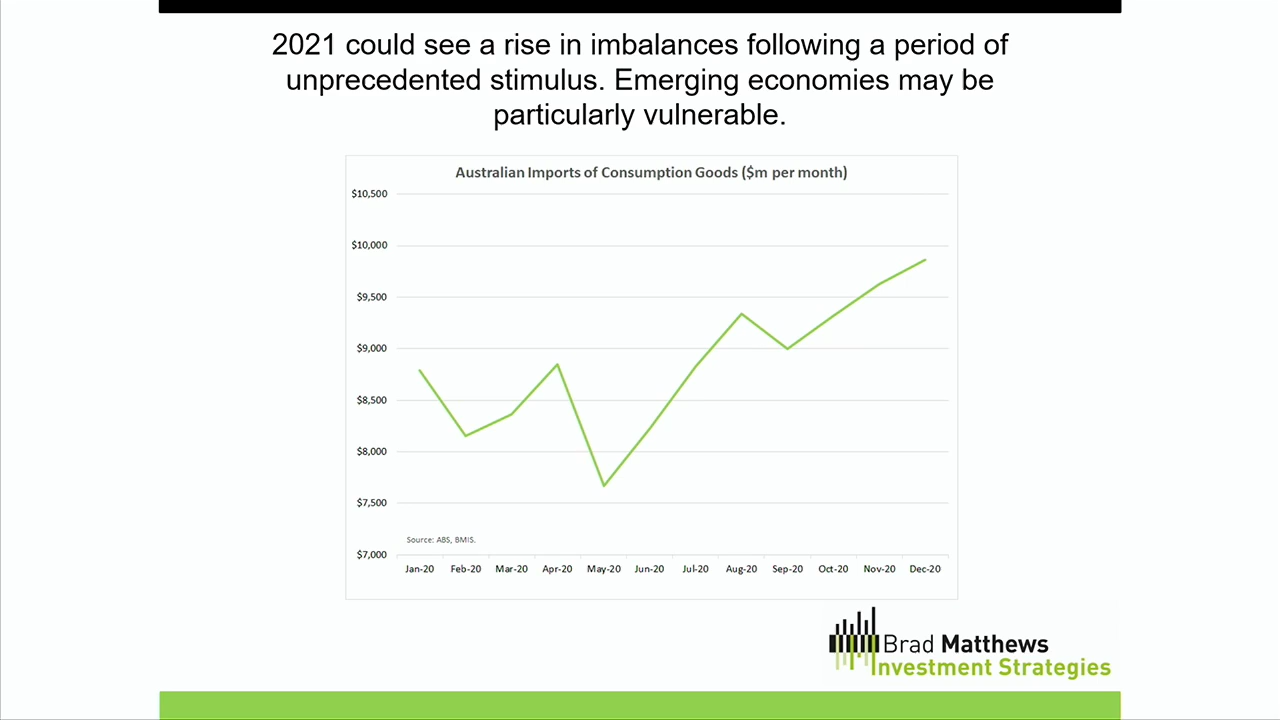 2021 could see a rise in imbalances following a period of
unprecedented stimulus. Emerging economies may be
particularly vulnerable.
Australian Imports of Consumption Goods ($m per month)
$10,500
$10,000
$9,500
$9,000
$8,500
$8,000
$7,500
$7,000
Source: ABS, BMIS.
Jan-20 Feb-20 Mar-20 Apr-20 May-20 Jun-20 Jul-20 Aug-20 Sep-20 Oct-20 Nov-20 Dec-20
Brad Matthews
Investment Strategies